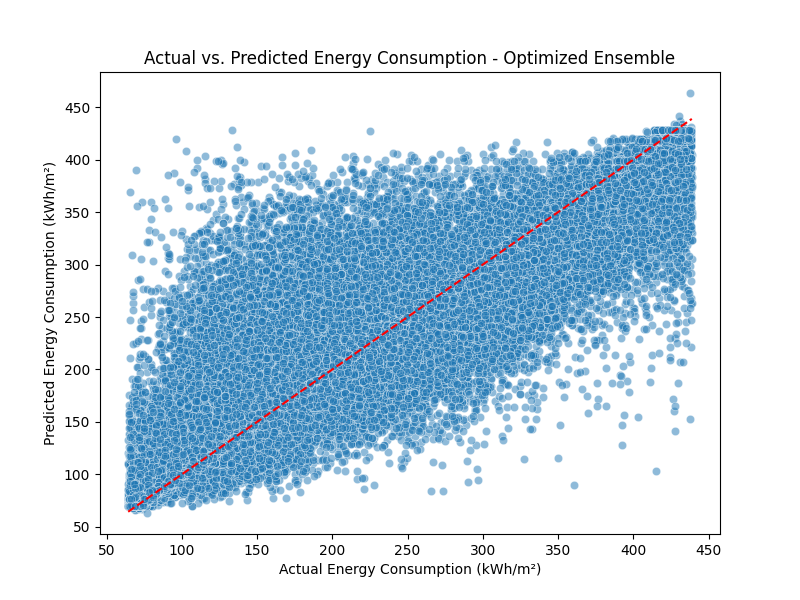 Actual vs. Predicted Energy Consumption - Optimized Ensemble
Predicted Energy Consumption (kWh/m²)
450
400
350
300
250
200
150
100
50
50 100 150 200 250 300 350 400 450
Actual Energy Consumption (kWh/m²)